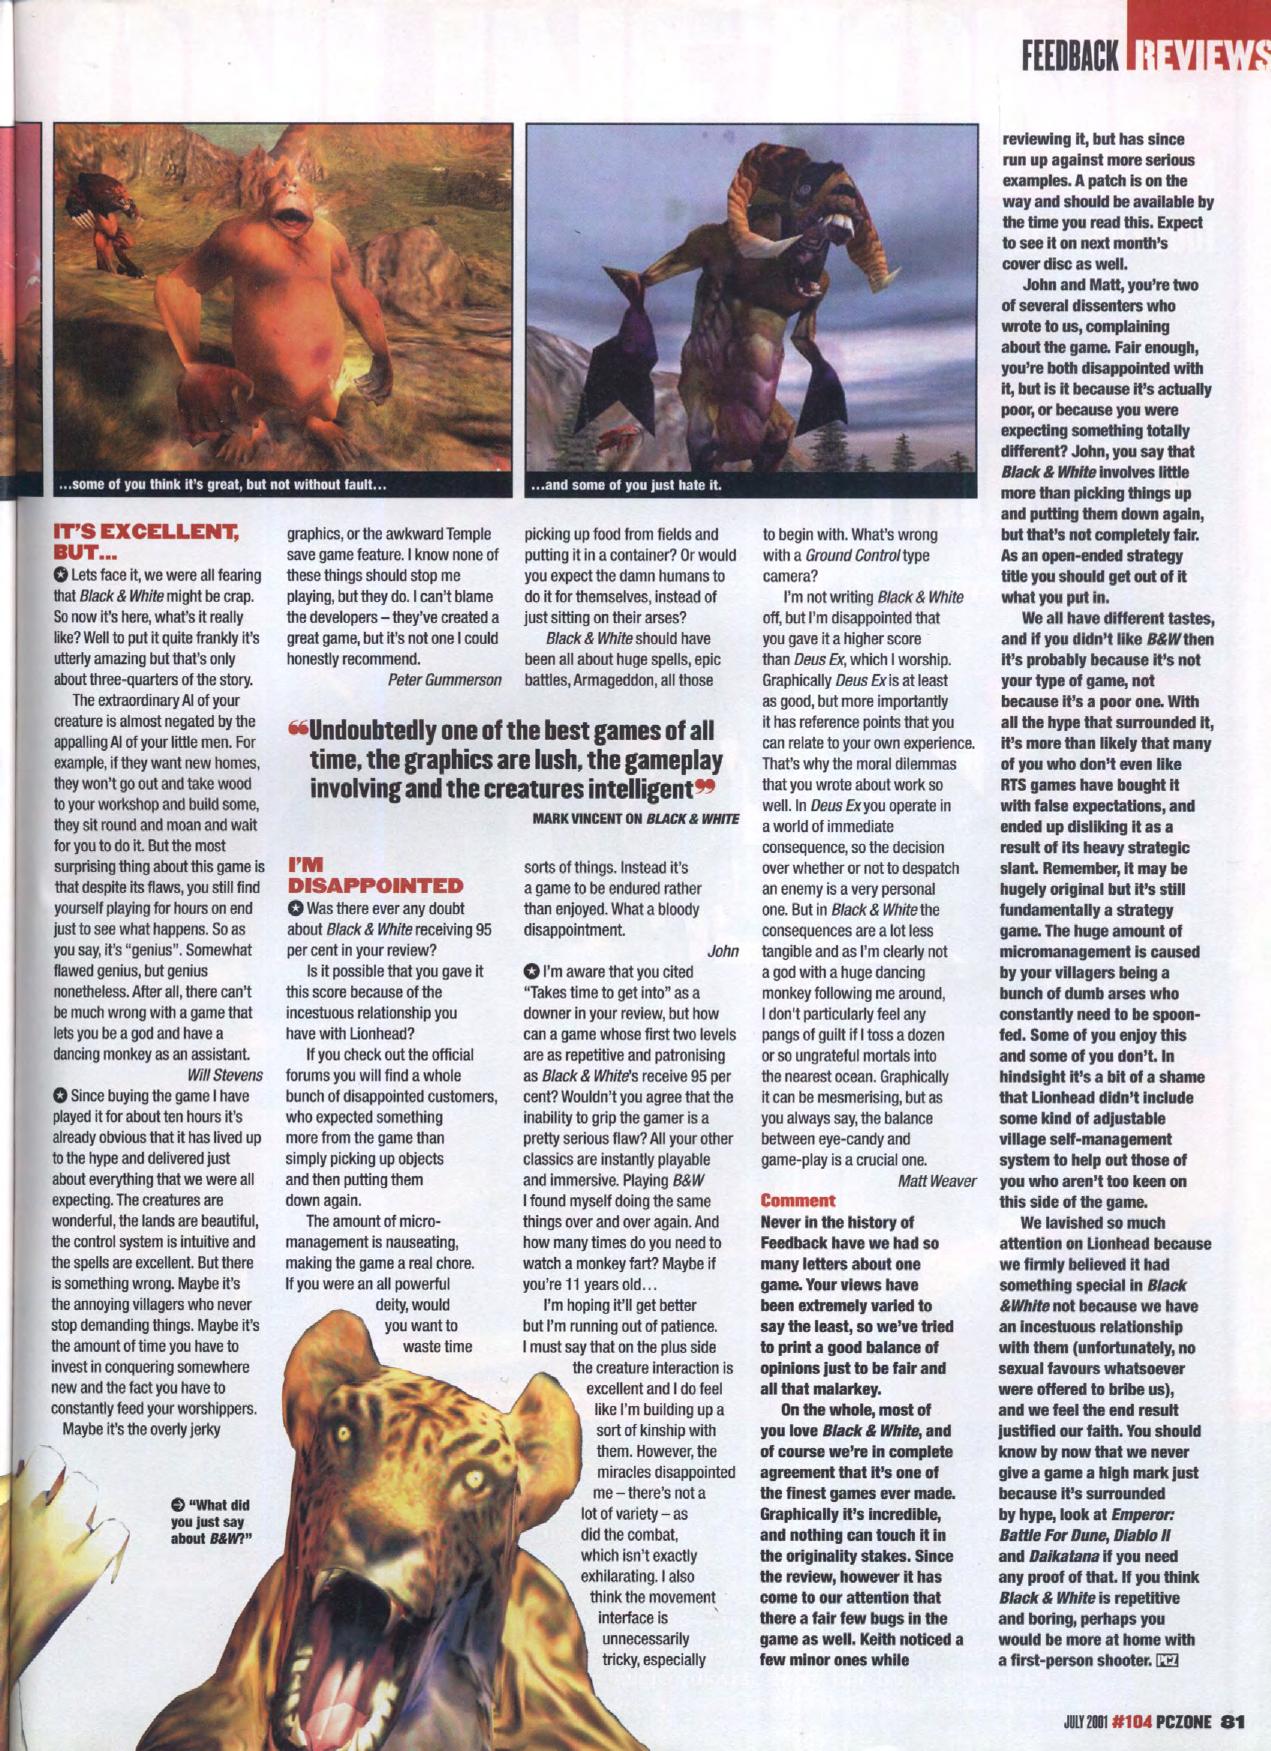 FEEDBACK REVIEWS
...some of you think it's great, but not without fault...
...and some of you just hate it.
IT'S EXCELLENT,
BUT...
Lets face it, we were all fearing
that Black & White might be crap.
So now it's here, what's it really
like? Well to put it quite frankly it's
utterly amazing but that's only
about three-quarters of the story.
The extraordinary AI of your
creature is almost negated by the
appalling AI of your little men. For
example, if they want new homes,
they won't go out and take wood
to your workshop and build some,
they sit round and moan and wait
for you to do it. But the most
surprising thing about this game is
that despite its flaws, you still find
yourself playing for hours on end
just to see what happens. So as
you say, it's "genius". Somewhat
flawed genius, but genius
nonetheless. After all, there can't
be much wrong with a game that
lets you be a god and have a
dancing monkey as an assistant.
Will Stevens
Since buying the game I have
played it for about ten hours it's
already obvious that it has lived up
to the hype and delivered just
about everything that we were all
expecting. The creatures are
wonderful, the lands are beautiful,
the control system is intuitive and
the spells are excellent. But there
is something wrong. Maybe it's
the annoying villagers who never
stop demanding things. Maybe it's
the amount of time you have to
invest in conquering somewhere
new and the fact you have to
constantly feed your worshippers.
Maybe it's the overly jerky
graphics, or the awkward Temple
save game feature. I know none of
these things should stop me
playing, but they do. I can't blame
the developers – they've created a
great game, but it's not one I could
honestly recommend.
Peter Gummerson
"Undoubtedly one of the best games of all
time, the graphics are lush, the gameplay
involving and the creatures intelligent"
MARK VINCENT ON BLACK & WHITE
I'M
DISAPPOINTED
Was there ever any doubt
about Black & White receiving 95
per cent in your review?
Is it possible that you gave it
this score because of the
incestuous relationship you
have with Lionhead?
If you check out the official
forums you will find a whole
bunch of disappointed customers,
who expected something
more from the game than
simply picking up objects
and then putting them
down again.
The amount of micro-
management is nauseating,
making the game a real chore.
If you were an all powerful
deity, would
you want to
waste time
picking up food from fields and
putting it in a container? Or would
you expect the damn humans to
do it for themselves, instead of
just sitting on their arses?
Black & White should have
been all about huge spells, epic
battles, Armageddon, all those
sorts of things. Instead it's
a game to be endured rather
than enjoyed. What a bloody
disappointment.
John
I'm aware that you cited
"Takes time to get into" as a
downer in your review, but how
can a game whose first two levels
are as repetitive and patronising
as Black & White's receive 95 per
cent? Wouldn't you agree that the
inability to grip the gamer is a
pretty serious flaw? All your other
classics are instantly playable
and immersive. Playing B&W
I found myself doing the same
things over and over again. And
how many times do you need to
watch a monkey fart? Maybe if
you're 11 years old...
I'm hoping it'll get better
but I'm running out of patience.
I must say that on the plus side
the creature interaction is
excellent and I do feel
like I'm building up a
sort of kinship with
them. However, the
miracles disappointed
me – there's not a
lot of variety – as
did the combat,
which isn't exactly
exhilarating. I also
think the movement
interface is
unnecessarily
tricky, especially
to begin with. What's wrong
with a Ground Control type
camera?
I'm not writing Black & White
off, but I'm disappointed that
you gave it a higher score
than Deus Ex, which I worship.
Graphically Deus Ex is at least
as good, but more importantly
it has reference points that you
can relate to your own experience.
That's why the moral dilemmas
that you wrote about work so
well. In Deus Ex you operate in
a world of immediate
consequence, so the decision
over whether or not to despatch
an enemy is a very personal
one. But in Black & White the
consequences are a lot less
tangible and as I'm clearly not
a god with a huge dancing
monkey following me around,
I don't particularly feel any
pangs of guilt if I toss a dozen
or so ungrateful mortals into
the nearest ocean. Graphically
it can be mesmerising, but as
you always say, the balance
between eye-candy and
game-play is a crucial one.
Matt Weaver
Comment
Never in the history of
Feedback have we had so
many letters about one
game. Your views have
been extremely varied to
say the least, so we've tried
to print a good balance of
opinions just to be fair and
all that malarkey.
On the whole, most of
you love Black & White, and
of course we're in complete
agreement that it's one of
the finest games ever made.
Graphically it's incredible,
and nothing can touch it in
the originality stakes. Since
the review, however it has
come to our attention that
there a fair few bugs in the
game as well. Keith noticed a
few minor ones while
reviewing it, but has since
run up against more serious
examples. A patch is on the
way and should be available by
the time you read this. Expect
to see it on next month's
cover disc as well.
John and Matt, you're two
of several dissenters who
wrote to us, complaining
about the game. Fair enough,
you're both disappointed with
it, but is it because it's actually
poor, or because you were
expecting something totally
different? John, you say that
Black & White involves little
more than picking things up
and putting them down again,
but that's not completely fair.
As an open-ended strategy
title you should get out of it
what you put in.
We all have different tastes,
and if you didn't like B&W then
it's probably because it's not
your type of game, not
because it's a poor one. With
all the hype that surrounded it,
it's more than likely that many
of you who don't even like
RTS games have bought it
with false expectations, and
ended up disliking it as a
result of its heavy strategic
slant. Remember, it may be
hugely original but it's still
fundamentally a strategy
game. The huge amount of
micromanagement is caused
by your villagers being a
bunch of dumb arses who
constantly need to be spoon-
fed. Some of you enjoy this
and some of you don't. In
hindsight it's a bit of a shame
that Lionhead didn't include
some kind of adjustable
village self-management
system to help out those of
you who aren't too keen on
this side of the game.
We lavished so much
attention on Lionhead because
we firmly believed it had
something special in Black
&White not because we have
an incestuous relationship
with them (unfortunately, no
sexual favours whatsoever
were offered to bribe us),
and we feel the end result
justified our faith. You should
know by now that we never
give a game a high mark just
because it's surrounded
by hype, look at Emperor:
Battle For Dune, Diablo II
and Daikatana if you need
any proof of that. If you think
Black & White is repetitive
and boring, perhaps you
would be more at home with
a first-person shooter. PCZ
"What did
you just say
about B&W?"
JULY 2001 #104 PCZONE 81